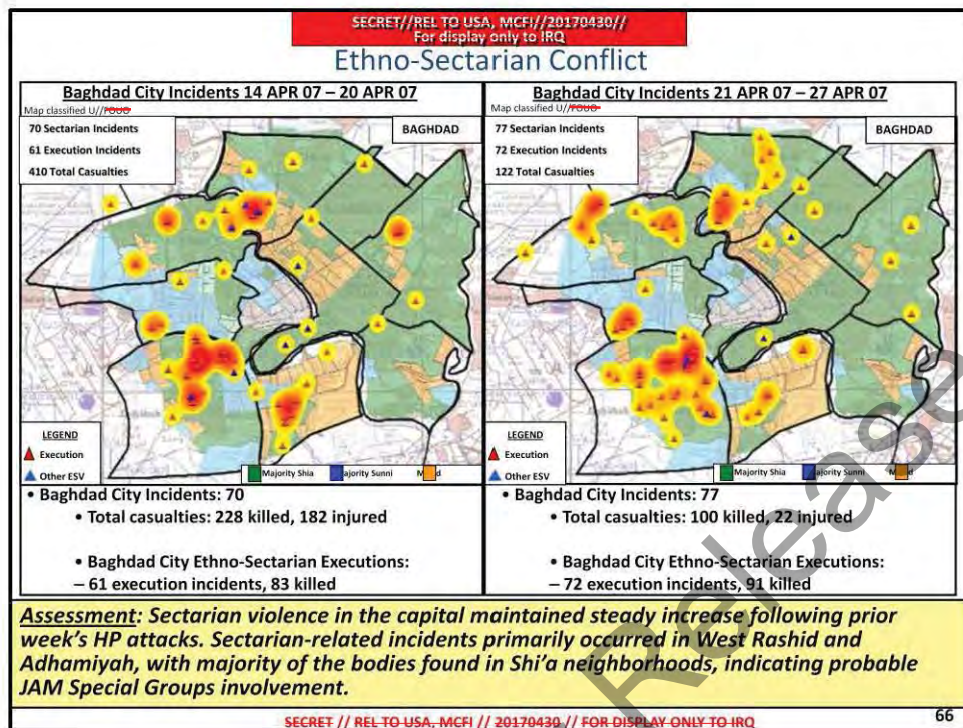 SECRET//REL TO USA, MCFI//20170430//
For display only to IRQ
Ethno-Sectarian Conflict
Baghdad City Incidents 14 APR 07 – 20 APR 07
Map classified U//FOUO
70 Sectarian Incidents
61 Execution Incidents
410 Total Casualties
BAGHDAD
LEGEND
Execution
Other ESV
Majority Shia
ajority Sunni
• Baghdad City Incidents: 70
• Total casualties: 228 killed, 182 injured
• Baghdad City Ethno-Sectarian Executions:
– 61 execution incidents, 83 killed
Baghdad City Incidents 21 APR 07 – 27 APR 07
Map classified U//FOUO
77 Sectarian Incidents
72 Execution Incidents
122 Total Casualties
BAGHDAD
LEGEND
Execution
Other ESV
Majority Shia
ajority Sunni
• Baghdad City Incidents: 77
• Total casualties: 100 killed, 22 injured
• Baghdad City Ethno-Sectarian Executions:
– 72 execution incidents, 91 killed
Assessment: Sectarian violence in the capital maintained steady increase following prior
week's HP attacks. Sectarian-related incidents primarily occurred in West Rashid and
Adhamiyah, with majority of the bodies found in Shi'a neighborhoods, indicating probable
JAM Special Groups involvement.
Release
66
SECRET // REL TO USA, MCFI // 20170430 // FOR DISPLAY ONLY TO IRQ